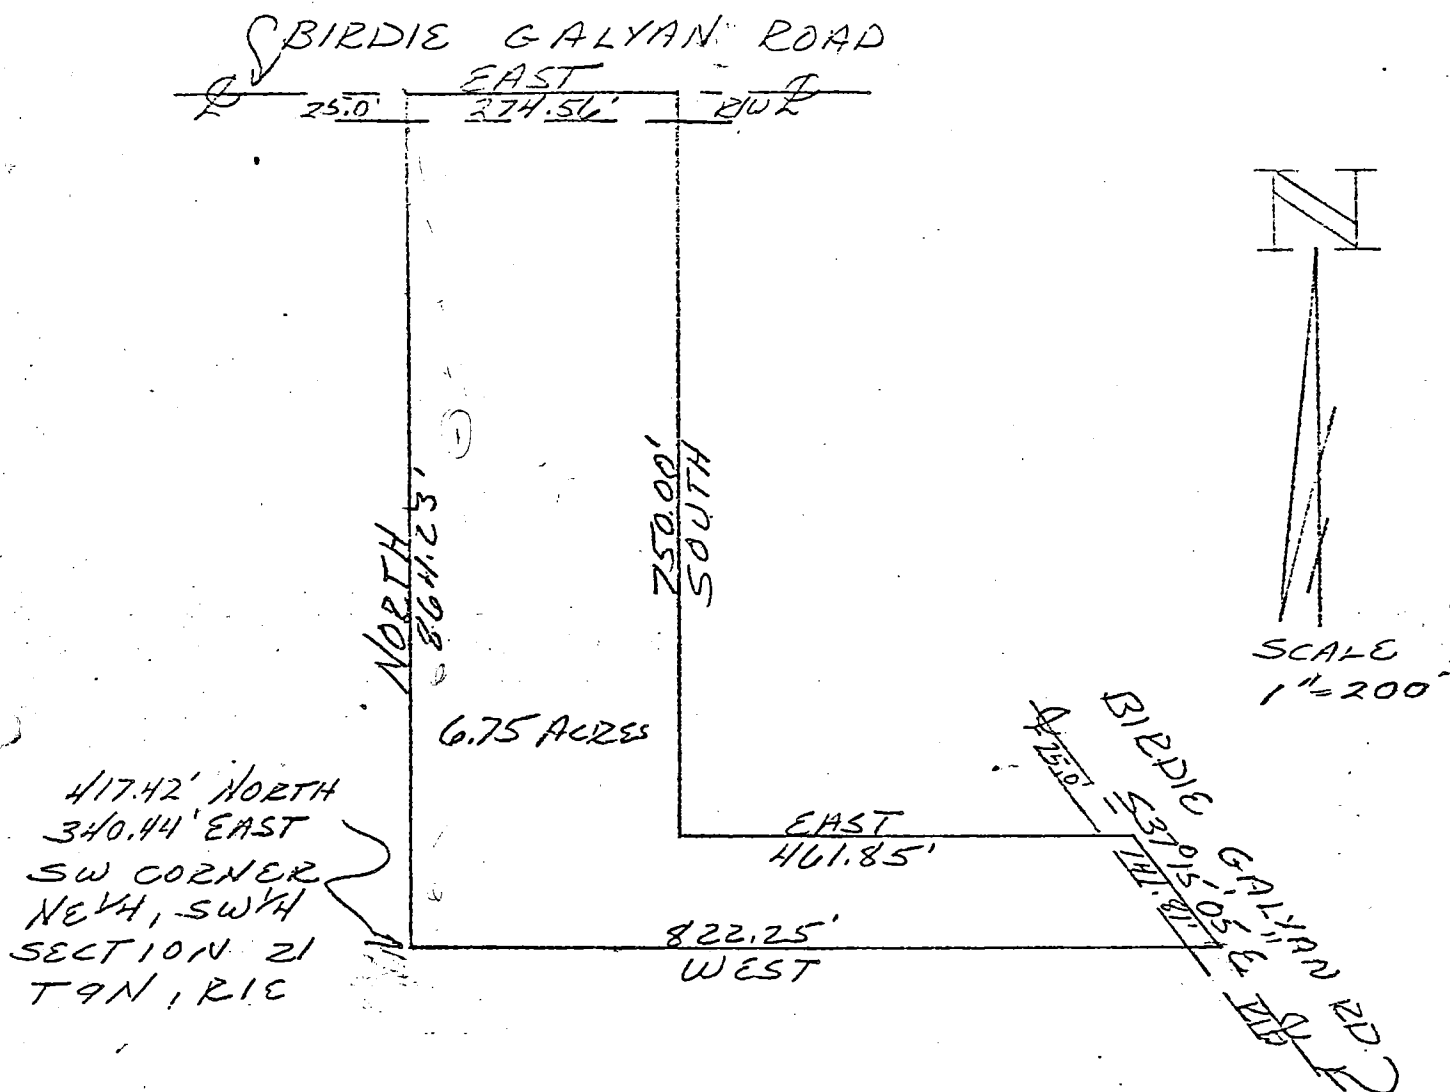 BIRDIE GALYAN ROAD
℄ EAST ℄
25.0' 274.56' R/W
N
NORTH
864.23'
750.00'
SOUTH
SCALE
1"=200'
6.75 ACRES
417.42' NORTH
340.44' EAST
SW CORNER
NE1/4, SW1/4
SECTION 21
T9N, R1E
EAST
461.85'
822.25'
WEST
BIRDIE GALYAN RD.
℄ S37°15'05"E ℄
25.0' 141.81' R/W